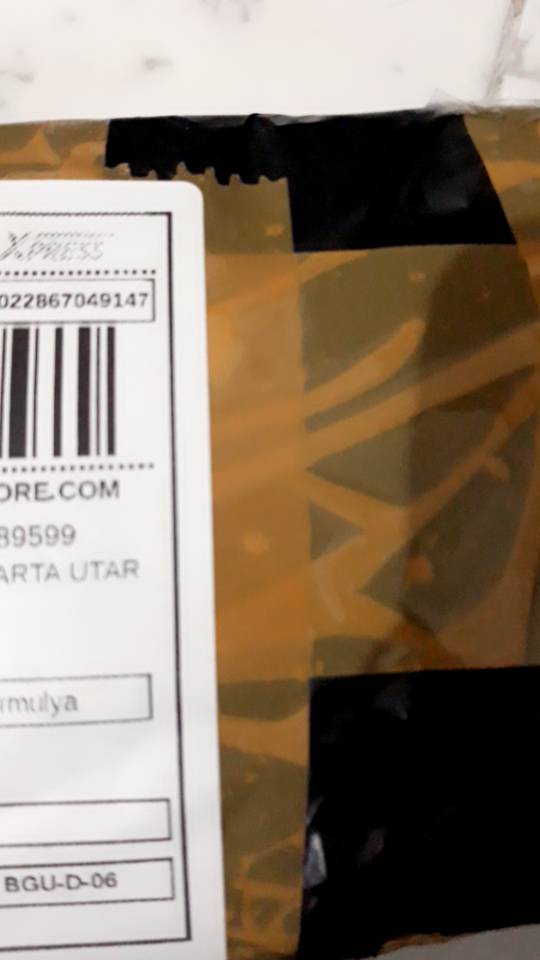 XPRESS
022867049147
ORE.COM
89599
ARTA UTAR
rmulya
BGU-D-06